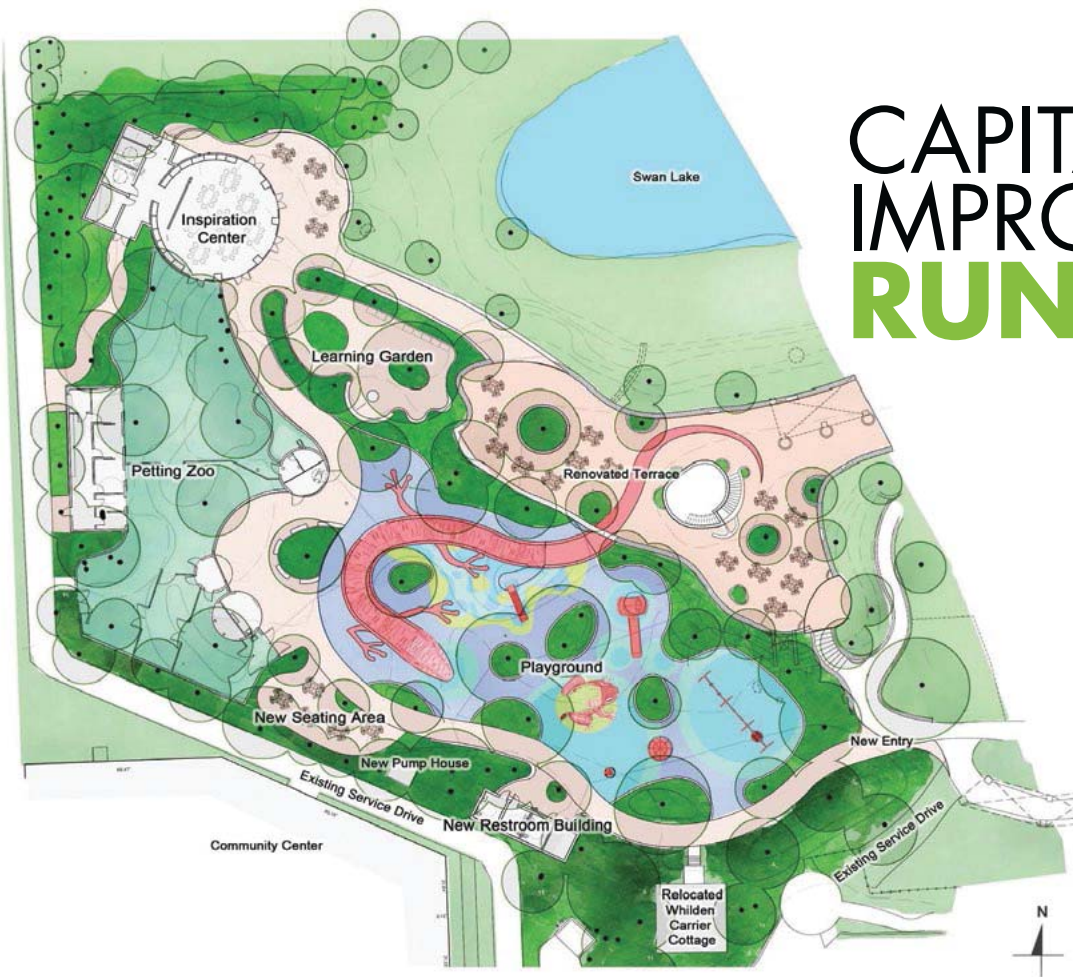 CAPITA
IMPRO
RUN
Swan Lake
Inspiration
Center
Learning Garden
Renovated Terrace
Petting Zoo
Playground
New Seating Area
New Entry
New Pump House
Existing Service Drive
New Restroom Building
Community Center
Existing Service Drive
Relocated
Whilden
Carrier
Cottage
N